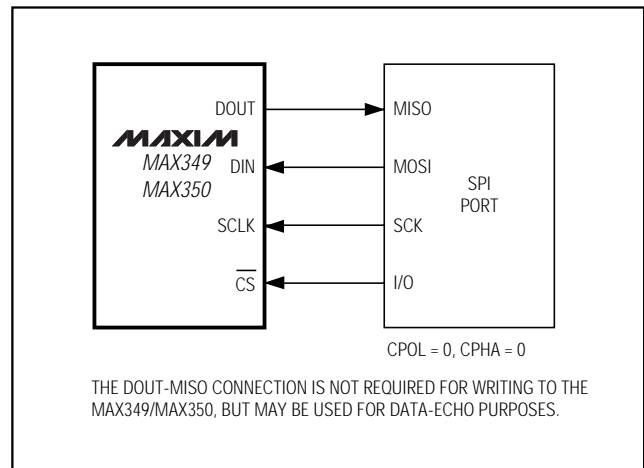 DOUT MISO
MAXIM
MAX349 DIN MOSI
MAX350
SPI
PORT
SCLK SCK
CS I/O
CPOL = 0, CPHA = 0
THE DOUT-MISO CONNECTION IS NOT REQUIRED FOR WRITING TO THE
MAX349/MAX350, BUT MAY BE USED FOR DATA-ECHO PURPOSES.